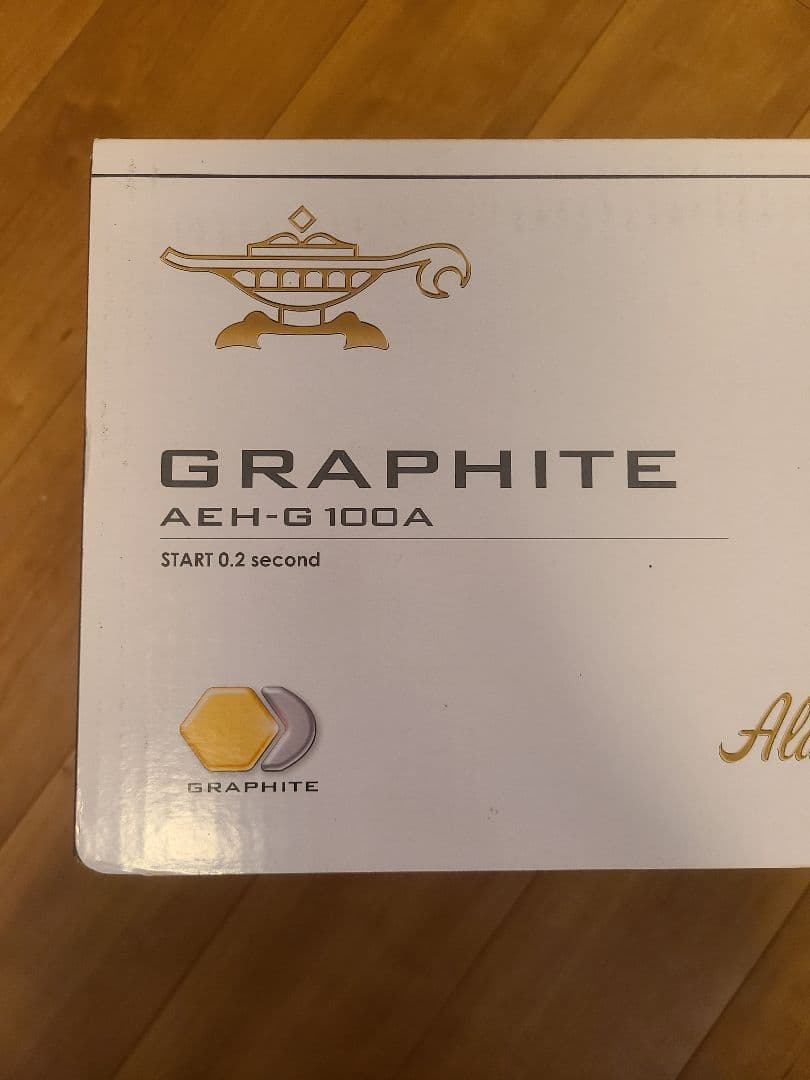 GRAPHITE
AEH-G100A
START 0.2 second
GRAPHITE